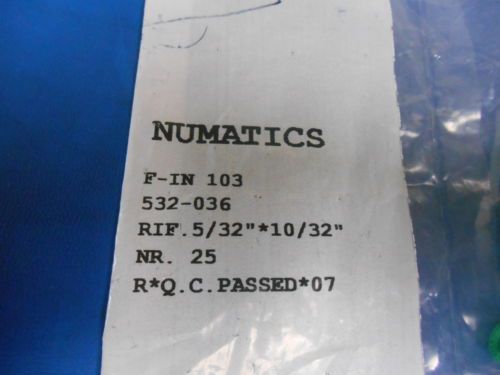 NUMATICS
F-IN 103
532-036
RIF.5/32"*10/32"
NR. 25
R*Q.C.PASSED*07